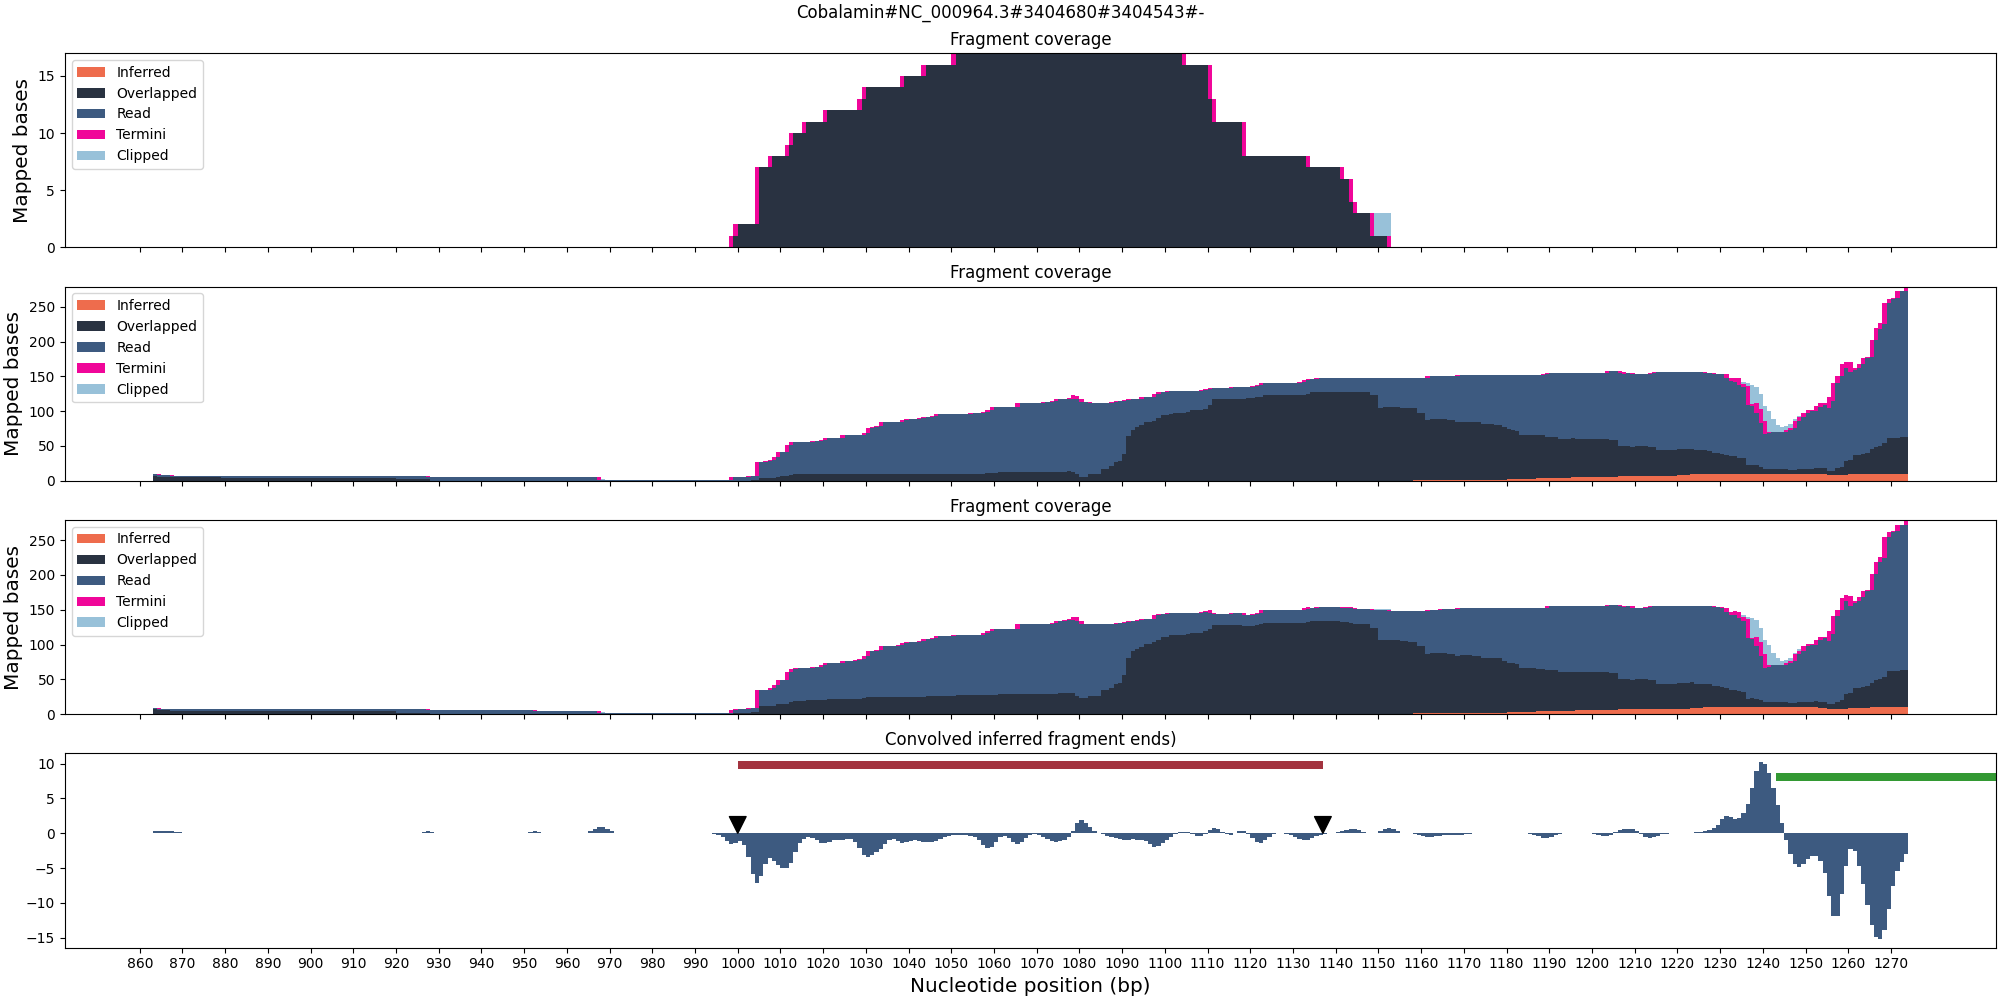 Cobalamin#NC_000964.3#3404680#3404543#-
Fragment coverage
Mapped bases
15
10
5
0
Inferred
Overlapped
Read
Termini
Clipped
Fragment coverage
Mapped bases
250
200
150
100
50
0
Inferred
Overlapped
Read
Termini
Clipped
Fragment coverage
Mapped bases
250
200
150
100
50
0
Inferred
Overlapped
Read
Termini
Clipped
Convolved inferred fragment ends)
10
5
0
−5
−10
−15
860 870 880 890 900 910 920 930 940 950 960 970 980 990 1000 1010 1020 1030 1040 1050 1060 1070 1080 1090 1100 1110 1120 1130 1140 1150 1160 1170 1180 1190 1200 1210 1220 1230 1240 1250 1260 1270
Nucleotide position (bp)